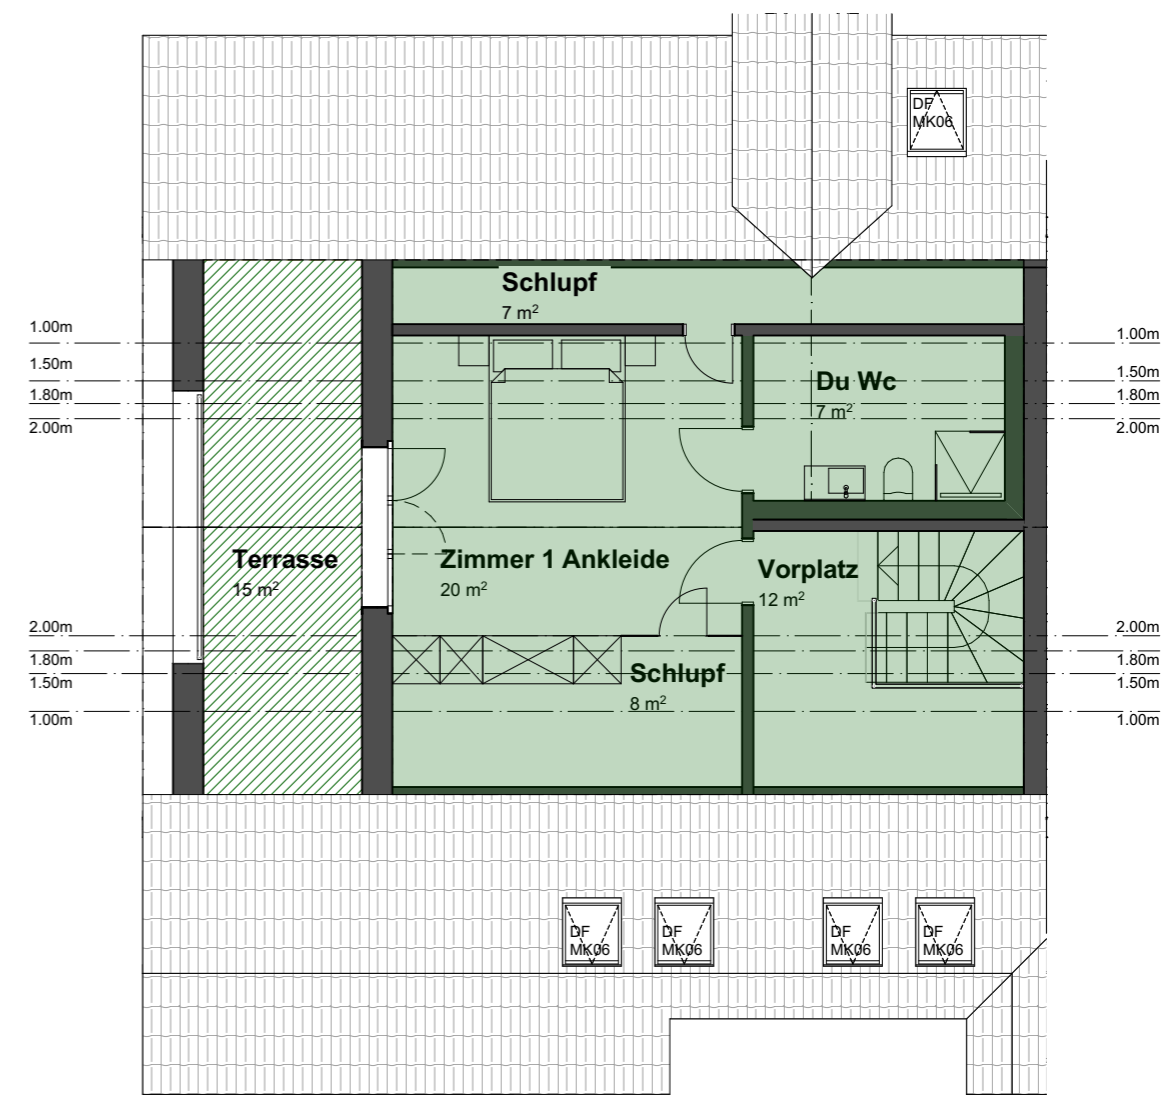 DF
MK06
Schlupf
7 m²
1.00m
1.00m
1.50m
1.50m
1.80m
1.80m
2.00m
2.00m
Du Wc
7 m²
Terrasse
15 m²
Zimmer 1 Ankleide
20 m²
Vorplatz
12 m²
2.00m
2.00m
1.80m
1.80m
1.50m
1.50m
Schlupf
8 m²
1.00m
1.00m
DF
MK06
DF
MK06
DF
MK06
DF
MK06